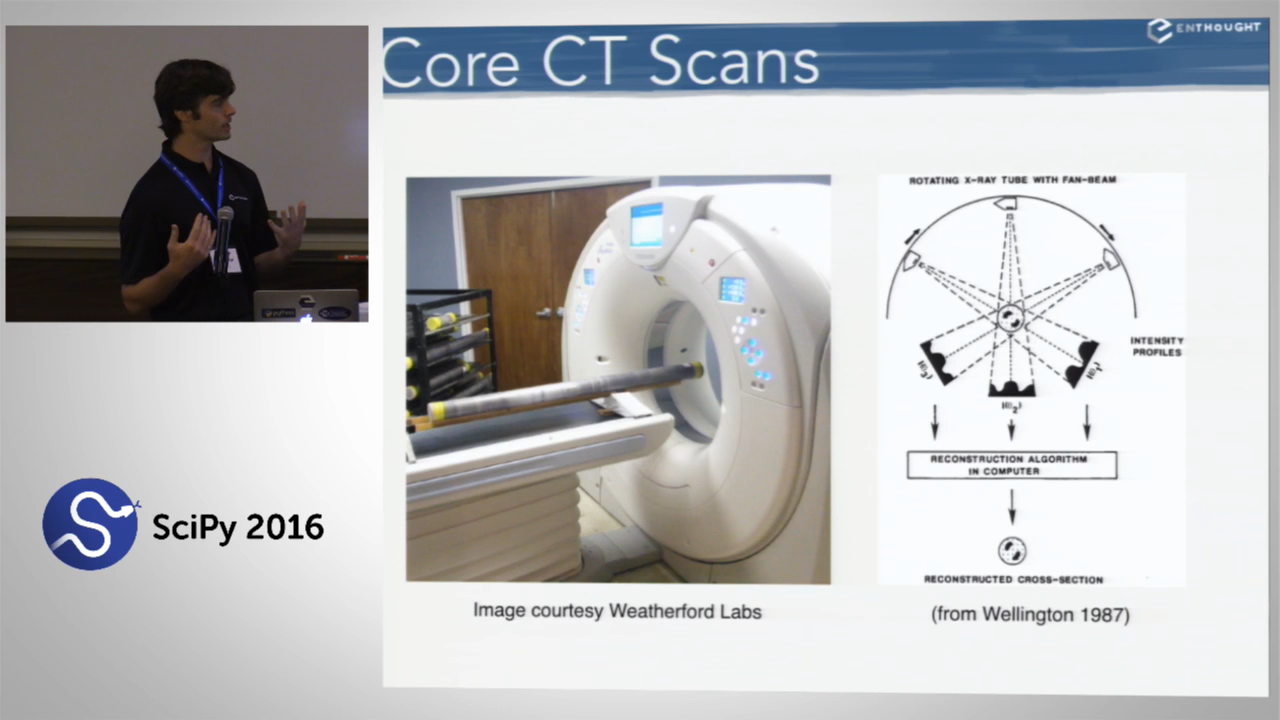 Core CT Scans
ENTHOUGHT
ROTATING X-RAY TUBE WITH FAN-BEAM
INTENSITY
PROFILES
RECONSTRUCTION ALGORITHM
IN COMPUTER
RECONSTRUCTED CROSS-SECTION
Image courtesy Weatherford Labs
(from Wellington 1987)
SciPy 2016